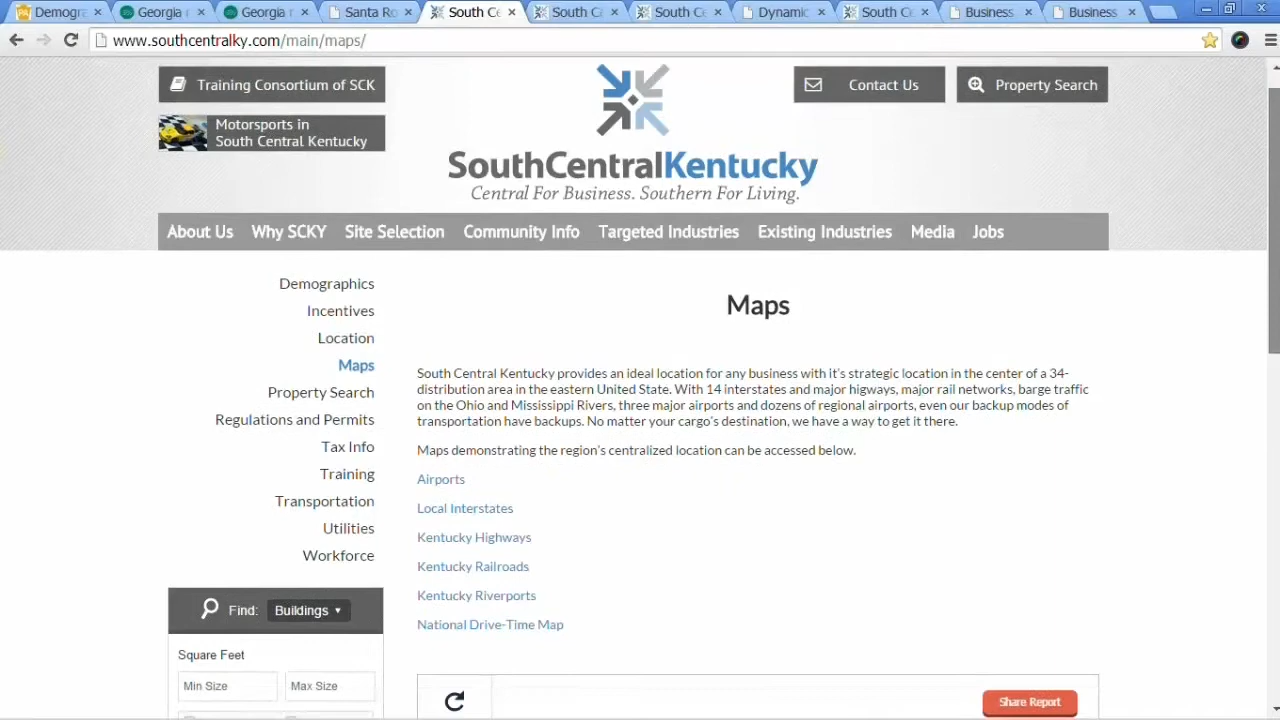 Demogra
Georgia r
Georgia r
Santa Ro
South Ce
South Ce
South Ce
Dynamic
South Ce
Business
Business
www.southcentralky.com/main/maps/
Training Consortium of SCK
Contact Us
Property Search
Motorsports in
South Central Kentucky
SouthCentralKentucky
Central For Business. Southern For Living.
About Us Why SCKY Site Selection Community Info Targeted Industries Existing Industries Media Jobs
Demographics
Incentives
Location
Maps
Property Search
Regulations and Permits
Tax Info
Training
Transportation
Utilities
Workforce
Find: Buildings
Square Feet
Min Size Max Size
Maps
South Central Kentucky provides an ideal location for any business with it's strategic location in the center of a 34-
distribution area in the eastern United State. With 14 interstates and major higways, major rail networks, barge traffic
on the Ohio and Mississippi Rivers, three major airports and dozens of regional airports, even our backup modes of
transportation have backups. No matter your cargo's destination, we have a way to get it there.
Maps demonstrating the region's centralized location can be accessed below.
Airports
Local Interstates
Kentucky Highways
Kentucky Railroads
Kentucky Riverports
National Drive-Time Map
Share Report